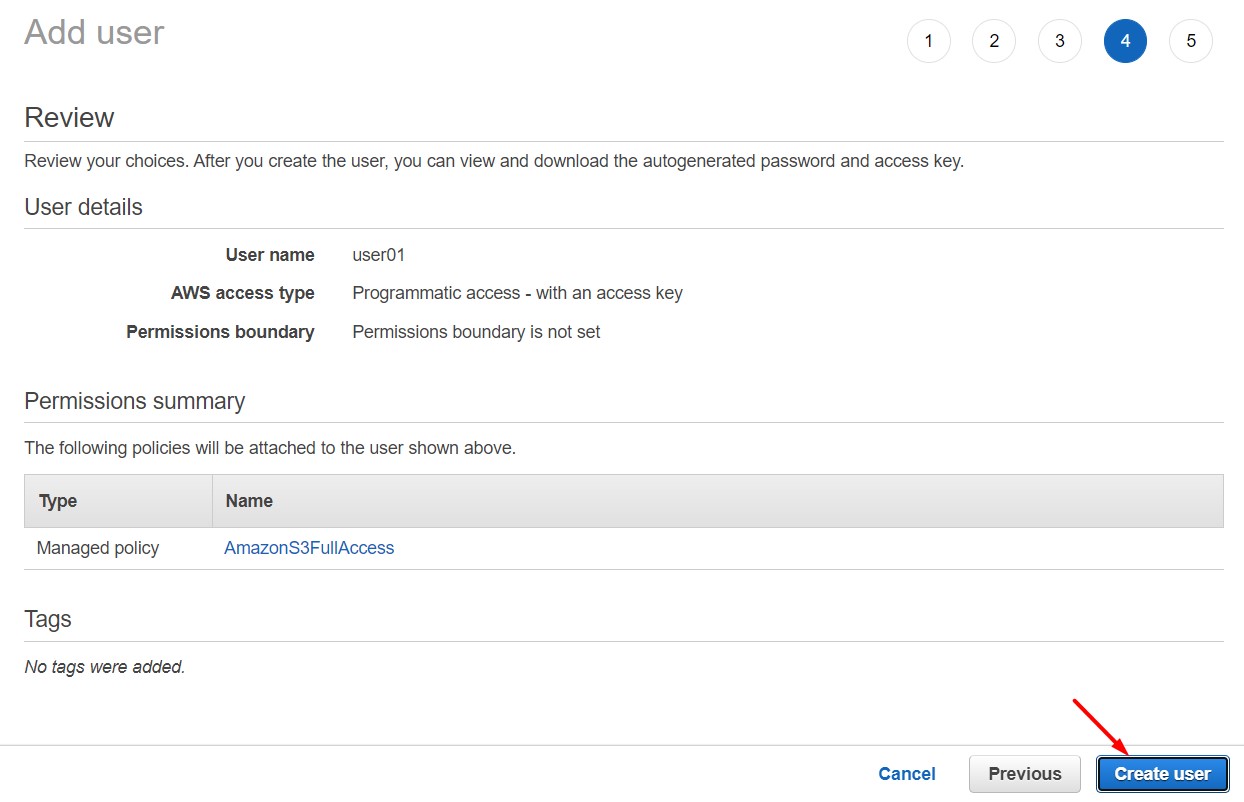 Add user
1 2 3 4 5
Review
Review your choices. After you create the user, you can view and download the autogenerated password and access key.
User details
User name user01
AWS access type Programmatic access - with an access key
Permissions boundary Permissions boundary is not set
Permissions summary
The following policies will be attached to the user shown above.
Type Name
Managed policy AmazonS3FullAccess
Tags
No tags were added.
Cancel Previous Create user